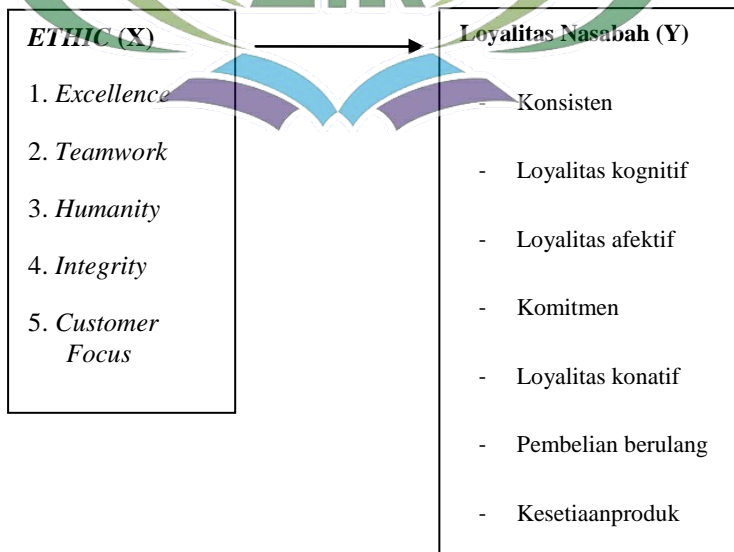 ETHIC (X)
1. Excellence
2. Teamwork
3. Humanity
4. Integrity
5. Customer
Focus
Loyalitas Nasabah (Y)
- Konsisten
- Loyalitas kognitif
- Loyalitas afektif
- Komitmen
- Loyalitas konatif
- Pembelian berulang
- Kesetiaanproduk